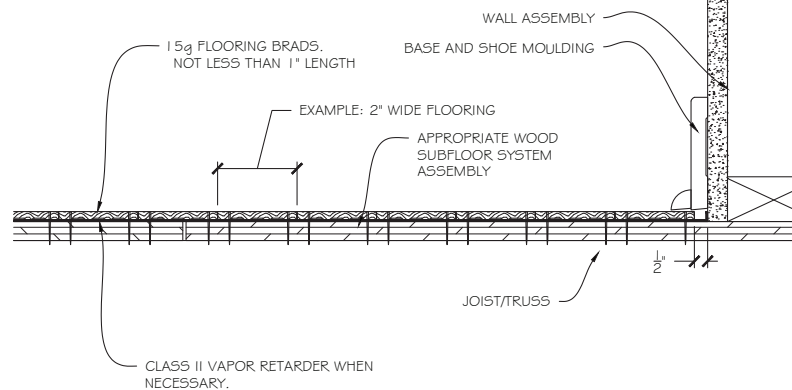 WALL ASSEMBLY
15g FLOORING BRADS.
NOT LESS THAN 1" LENGTH
BASE AND SHOE MOULDING
EXAMPLE: 2" WIDE FLOORING
APPROPRIATE WOOD
SUBFLOOR SYSTEM
ASSEMBLY
1/2"
JOIST/TRUSS
CLASS II VAPOR RETARDER WHEN
NECESSARY.